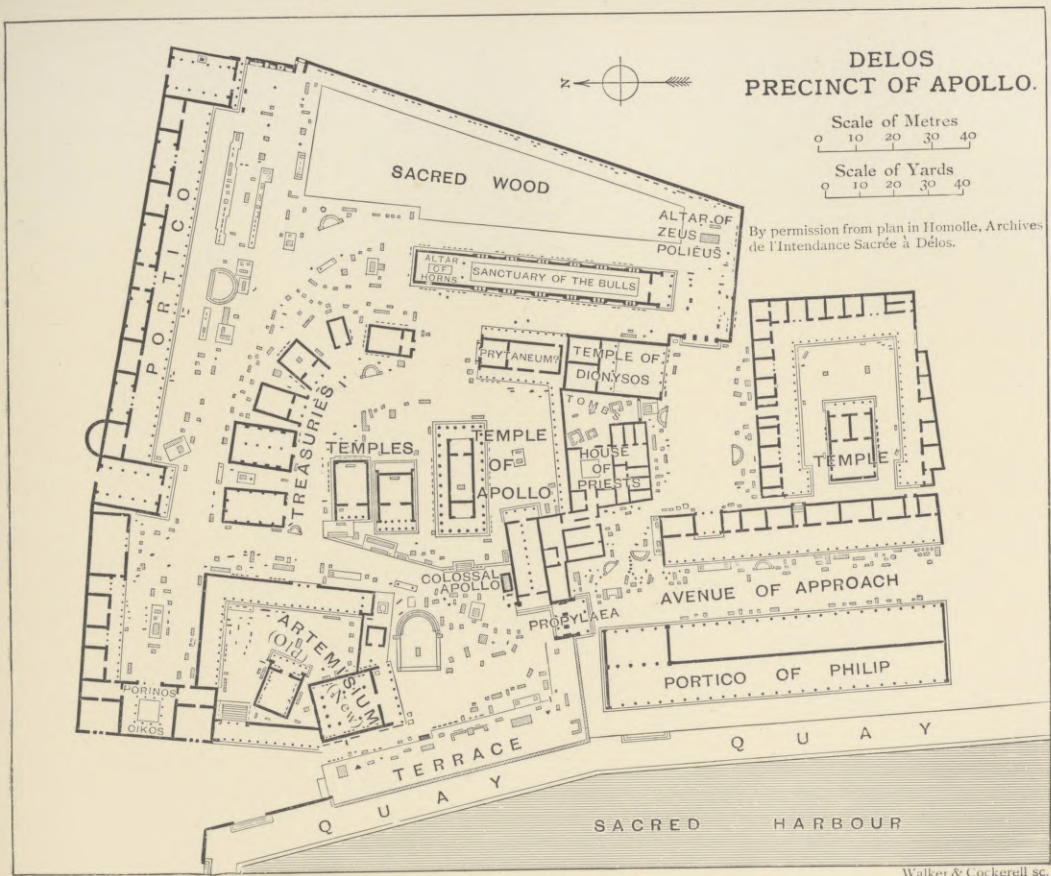 DELOS
PRECINCT OF APOLLO.
Scale of Metres
0 10 20 30 40
Scale of Yards
0 10 20 30 40
By permission from plan in Homolle, Archives
de l'Intendance Sacrée à Délos.
N
SACRED WOOD
ALTAR OF
ZEUS
POLIËUS
PORTICO
ALTAR
OF
HORNS
SANCTUARY OF THE BULLS
PRYTANEUM?
TEMPLE OF
DIONYSOS
TOMBS
TREASURIES
TEMPLES
TEMPLE
OF
APOLLO
HOUSE
OF
PRIESTS
TEMPLE
COLOSSAL
APOLLO
AVENUE OF APPROACH
PROPYLAEA
ARTEMISIUM
(Old)
(New)
PORTICO OF PHILIP
PORINOS
OIKOS
TERRACE
QUAY
QUAY
SACRED HARBOUR
Walker & Cockerell sc.